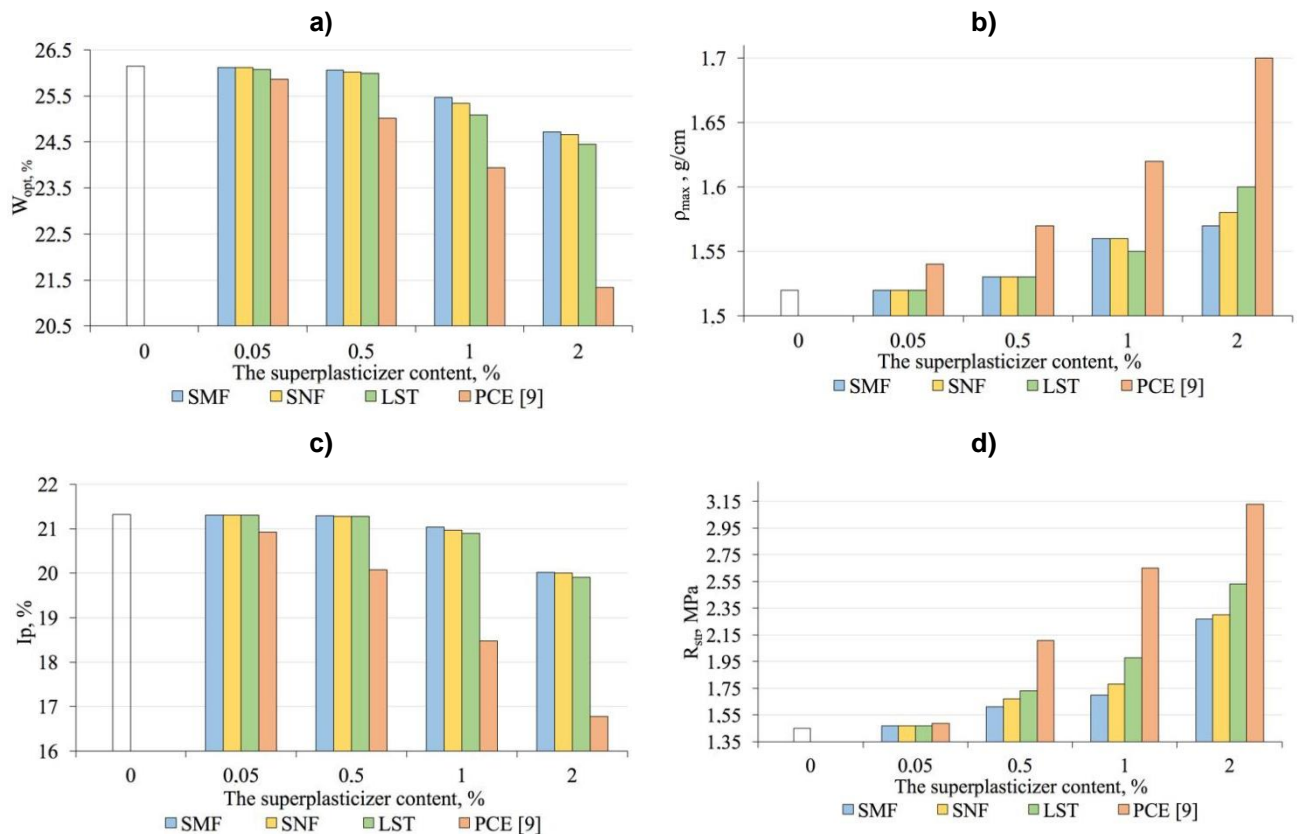 a)
26.5
25.5
24.5
23.5
22.5
21.5
20.5
W_opt, %
0 0.05 0.5 1 2
The superplasticizer content, %
SMF SNF LST PCE [9]
b)
1.7
1.65
1.6
1.55
1.5
ρ_max , g/cm
0 0.05 0.5 1 2
The superplasticizer content, %
SMF SNF LST PCE [9]
c)
22
21
20
19
18
17
16
Ip, %
0 0.05 0.5 1 2
The superplasticizer content, %
SMF SNF LST PCE [9]
d)
3.15
2.95
2.75
2.55
2.35
2.15
1.95
1.75
1.55
1.35
R_str, MPa
0 0.05 0.5 1 2
The superplasticizer content, %
SMF SNF LST PCE [9]